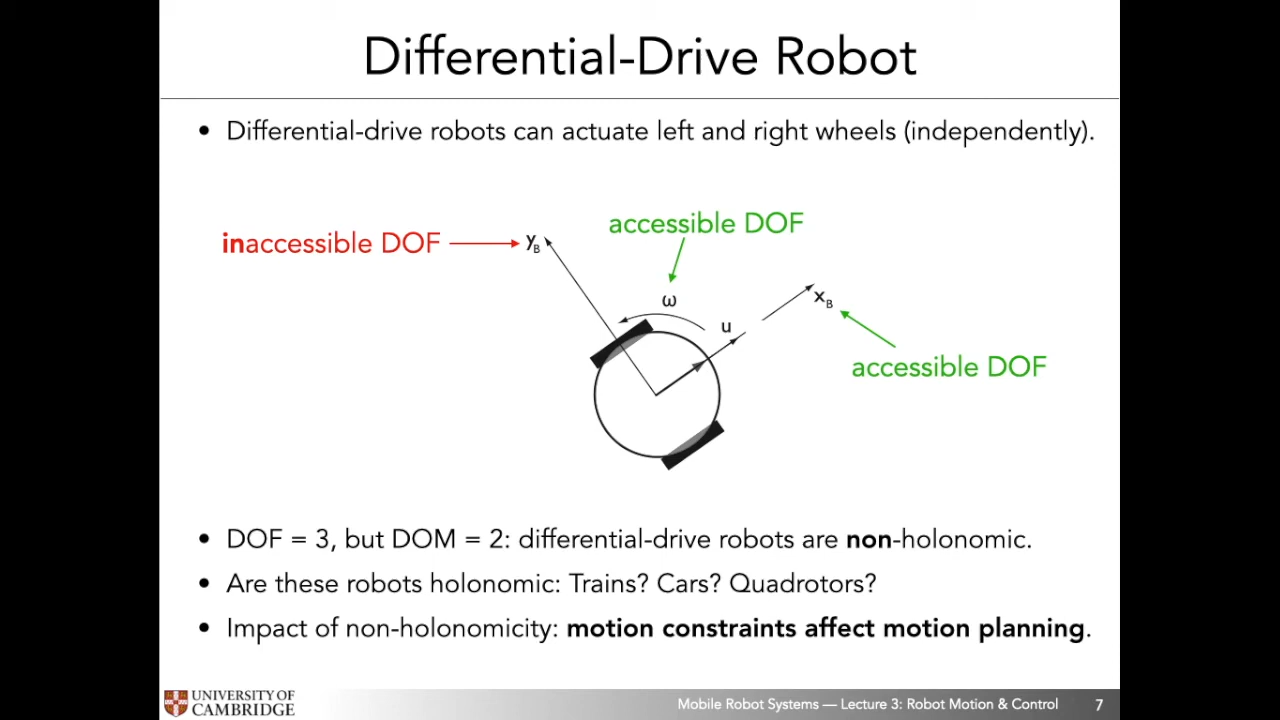 Differential-Drive Robot
• Differential-drive robots can actuate left and right wheels (independently).
accessible DOF
inaccessible DOF
yB
ω
xB
u
accessible DOF
• DOF = 3, but DOM = 2: differential-drive robots are non-holonomic.
• Are these robots holonomic: Trains? Cars? Quadrotors?
• Impact of non-holonomicity: motion constraints affect motion planning.
UNIVERSITY OF
CAMBRIDGE
Mobile Robot Systems — Lecture 3: Robot Motion & Control
7